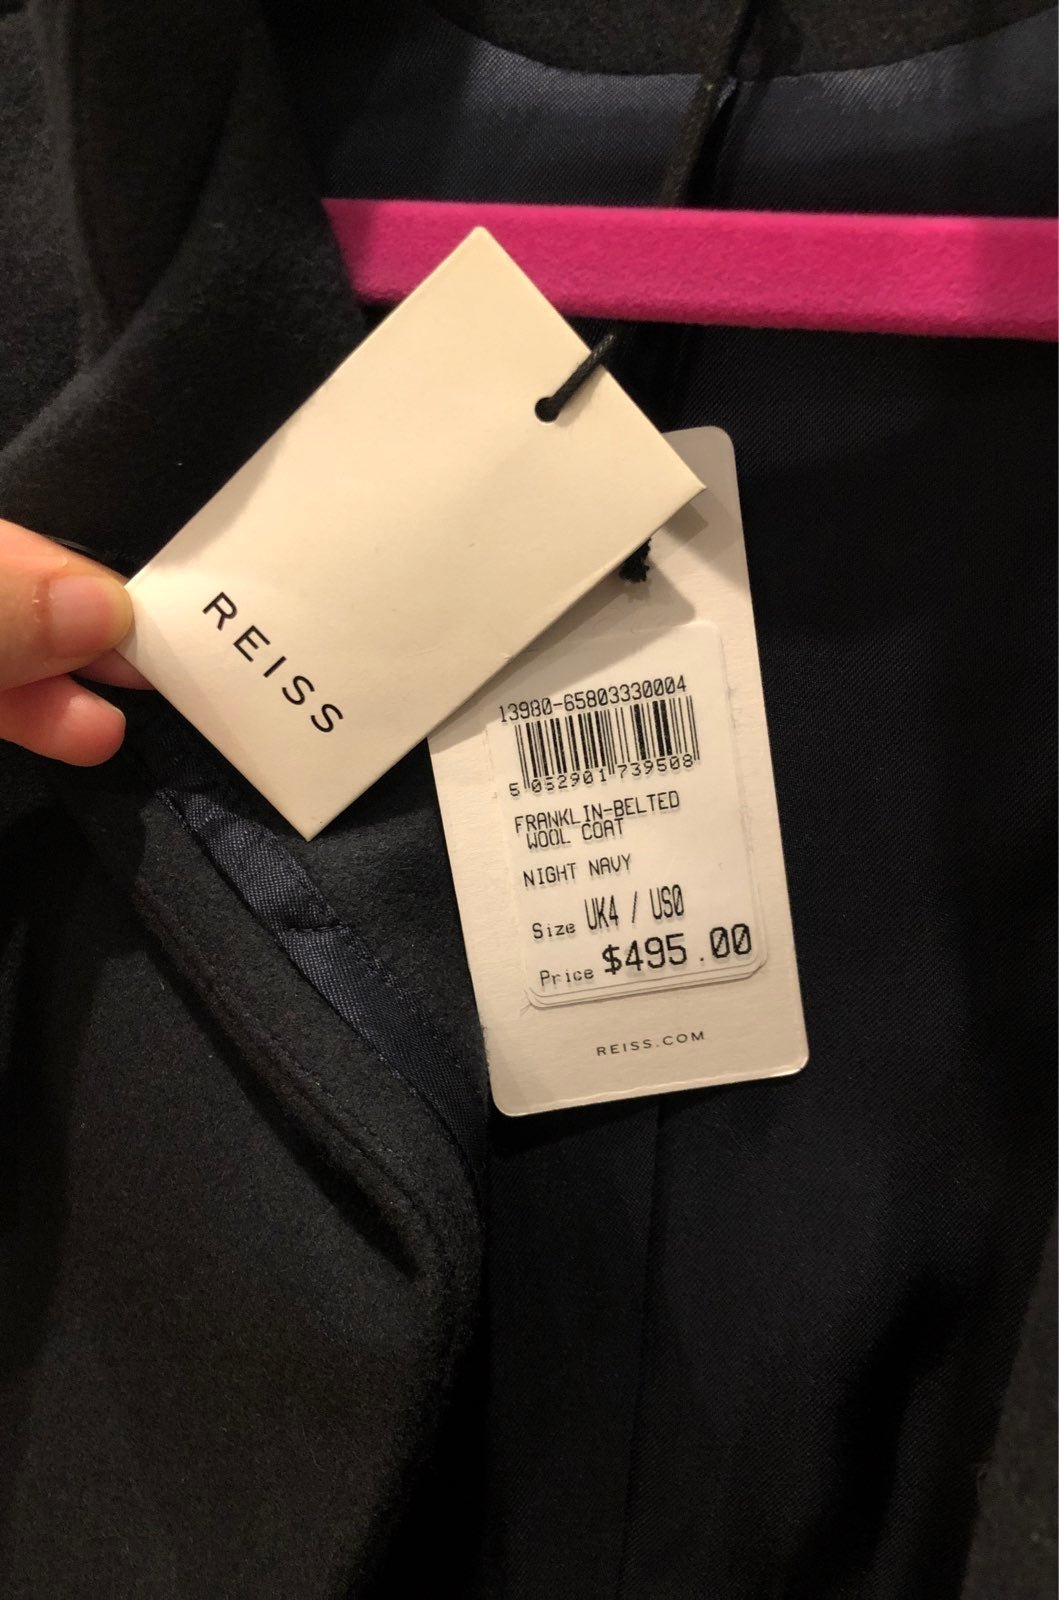 REISS
13980-65803330004
5 052901 739508
FRANKLIN-BELTED
WOOL COAT
NIGHT NAVY
Size UK4 / US0
Price $495.00
REISS.COM